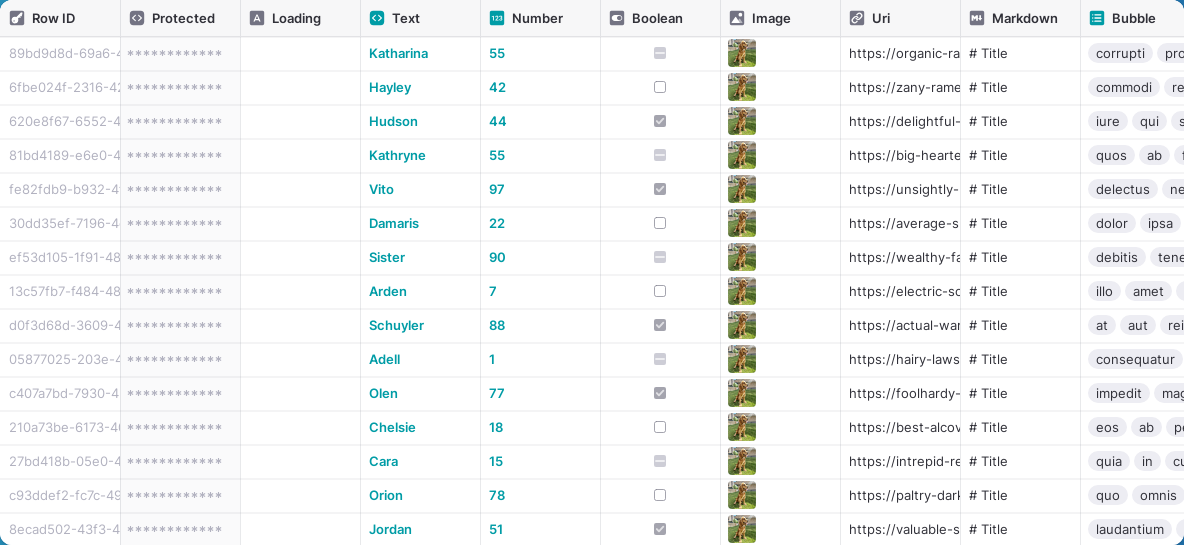 Row ID Protected Loading Text Number Boolean Image Uri Markdown Bubble
89bd9d8d-69a6-4 ************ Katharina 55 https://organic-ra # Title corrupti pro
6fbe024f-2316-42 ************ Hayley 42 https://zany-rame # Title commodi re
620e8f67-6552-4 ************ Hudson 44 https://delightful- # Title iure qui s
81bd4189-e6e0-4 ************ Kathryne 55 https://big-hearte # Title quos ab f
fe82fdb9-b932-4 ************ Vito 97 https://unsightly- # Title delectus ne
30dd35ef-7196-4 ************ Damaris 22 https://average-s # Title dolor ipsa
ef53d105-1f91-48 ************ Sister 90 https://wealthy-fa # Title debitis tene
13c57fb7-f484-48 ************ Arden 7 https://electric-sc # Title illo amet
d0f3d68d-3609-4 ************ Schuyler 88 https://actual-war # Title at aut rei
05877025-203e-4 ************ Adell 1 https://hairy-laws # Title consequatur
c407a7bd-7930-4 ************ Olen 77 https://foolhardy- # Title impedit mag
210a73be-6173-4 ************ Chelsie 18 https://best-alcov # Title eos ab pe
27bd418b-05e0-4 ************ Cara 15 https://intrepid-re # Title quia in cu
c93ddef2-fc7c-49 ************ Orion 78 https://paltry-dark # Title quo omnis
8ecad502-43f3-4 ************ Jordan 51 https://valuable-s # Title laudantium